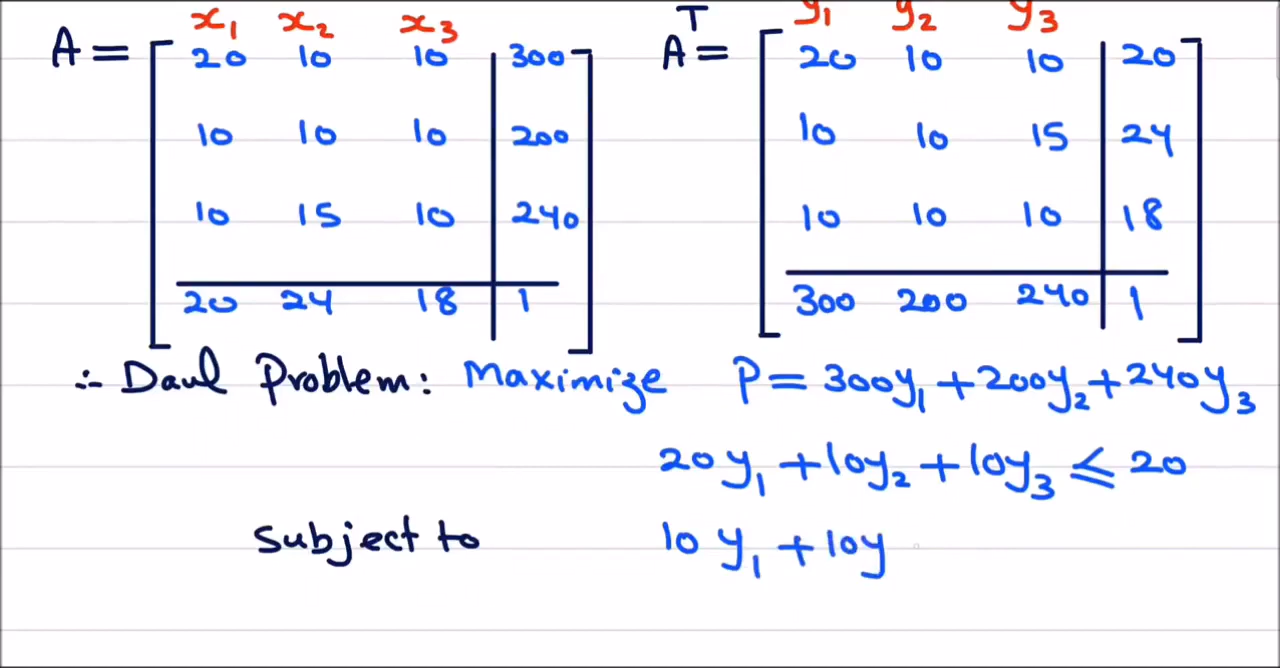 x₁ x₂ x₃ y₁ y₂ y₃
A = 20 10 10 300 Aᵀ = 20 10 10 20
10 10 10 200 10 10 15 24
10 15 10 240 10 10 10 18
20 24 18 1 300 200 240 1
∴ Daul Problem: Maximize P = 300y₁ + 200y₂ + 240y₃
20y₁ + 10y₂ + 10y₃ ⩽ 20
Subject to 10y₁ + 10y